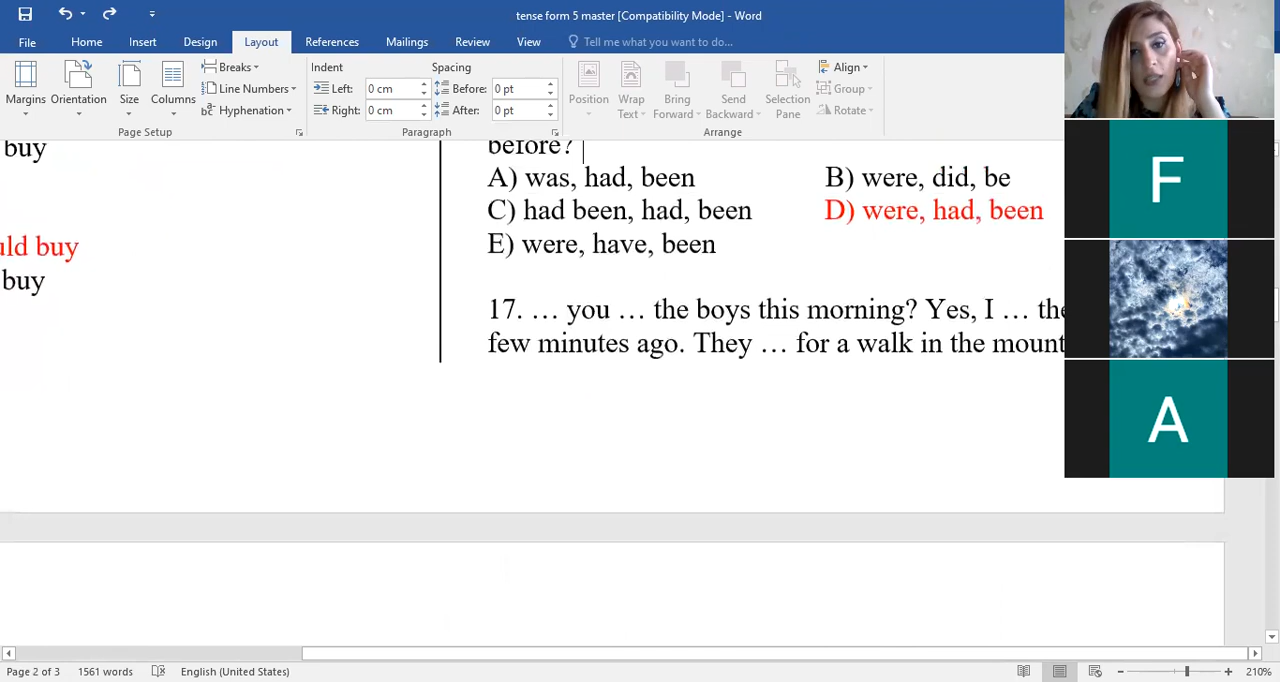 tense form 5 master [Compatibility Mode] - Word
File Home Insert Design Layout References Mailings Review View Tell me what you want to do...
Margins Orientation Size Columns
Breaks
Line Numbers
Hyphenation
Page Setup
Indent Spacing
Left: 0 cm Before: 0 pt
Right: 0 cm After: 0 pt
Paragraph
Position Wrap Text Bring Forward Send Backward Selection Pane
Align
Group
Rotate
Arrange
buy
uld buy
buy
before?
A) was, had, been B) were, did, be
C) had been, had, been D) were, had, been
E) were, have, been
17. … you … the boys this morning? Yes, I … the
few minutes ago. They … for a walk in the mount
F
A
Page 2 of 3 1561 words English (United States) 210%